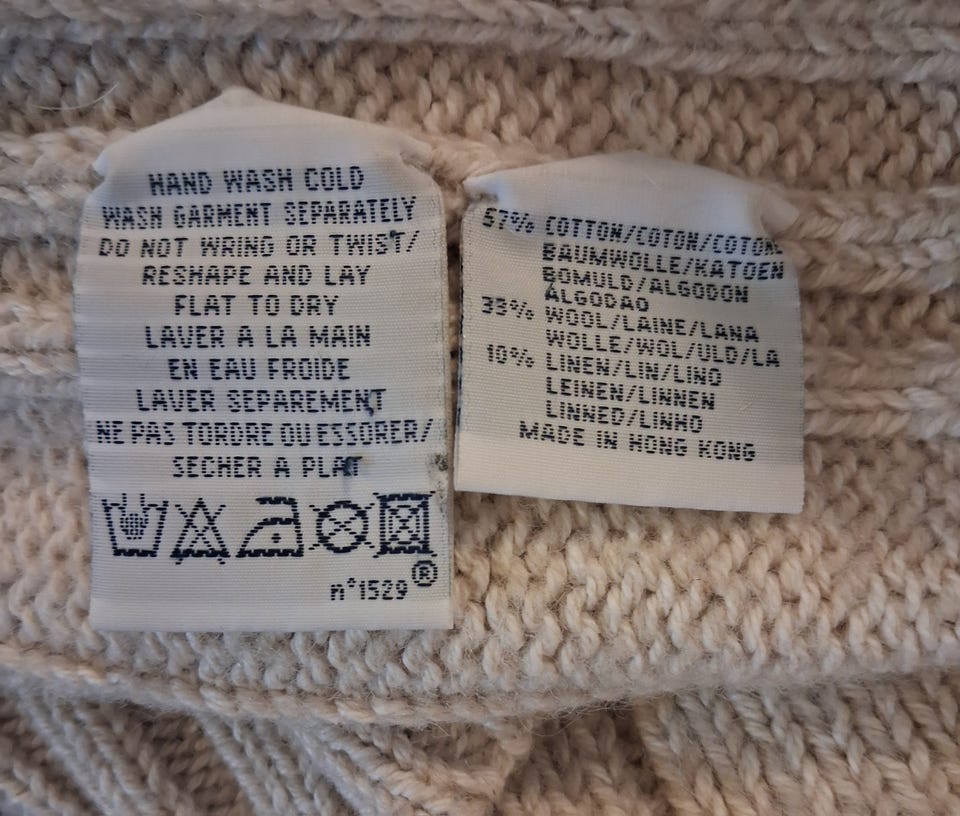 HAND WASH COLD
WASH GARMENT SEPARATELY
DO NOT WRING OR TWIST/
RESHAPE AND LAY
FLAT TO DRY
LAVER A LA MAIN
EN EAU FROIDE
LAVER SEPAREMENT
NE PAS TORDRE OU ESSORER/
SECHER A PLAT
n°1529®
57% COTTON/COTON/COTONE
BAUMWOLLE/KATOEN
BOMULD/ALGODON
ALGODAO
33% WOOL/LAINE/LANA
WOLLE/WOL/ULD/LA
10% LINEN/LIN/LINO
LEINEN/LINNEN
LINNED/LINHO
MADE IN HONG KONG